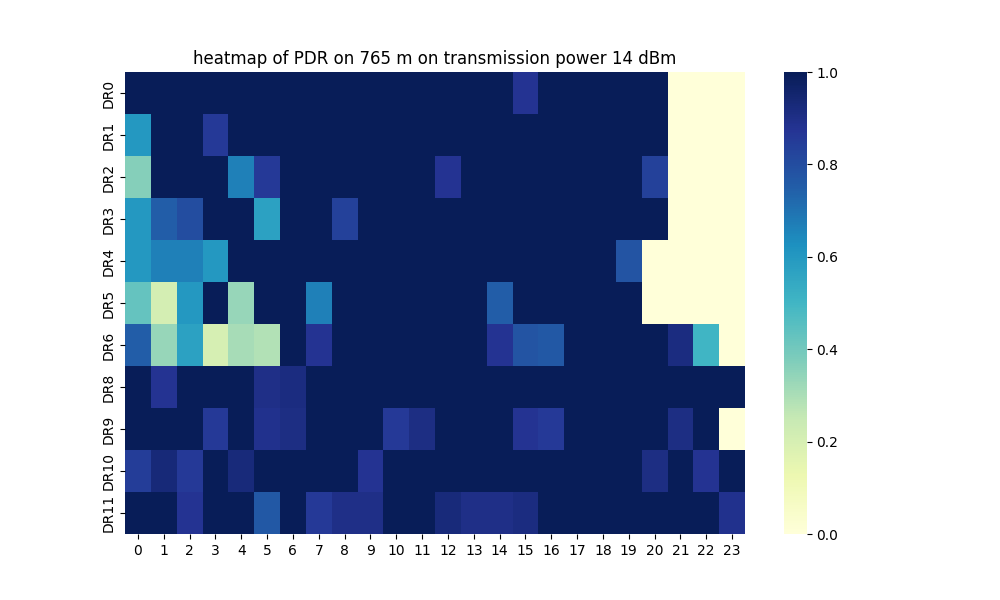 heatmap of PDR on 765 m on transmission power 14 dBm
DR0
DR1
DR2
DR3
DR4
DR5
DR6
DR8
DR9
DR10
DR11
0 1 2 3 4 5 6 7 8 9 10 11 12 13 14 15 16 17 18 19 20 21 22 23
1.0
0.8
0.6
0.4
0.2
0.0